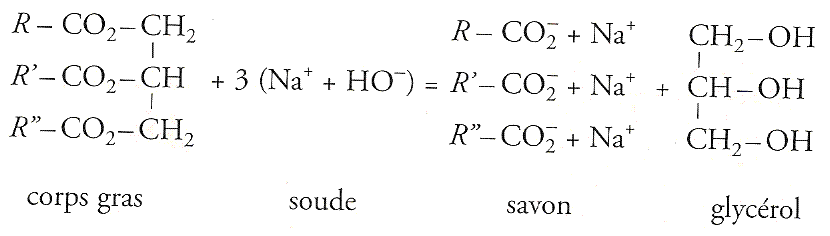 R – CO₂–CH₂ R – CO₂⁻ + Na⁺ CH₂–OH
R’– CO₂–CH + 3 (Na⁺ + HO⁻) = R’– CO₂⁻ + Na⁺ + CH–OH
R”– CO₂–CH₂ R”– CO₂⁻ + Na⁺ CH₂–OH
corps gras soude savon glycérol